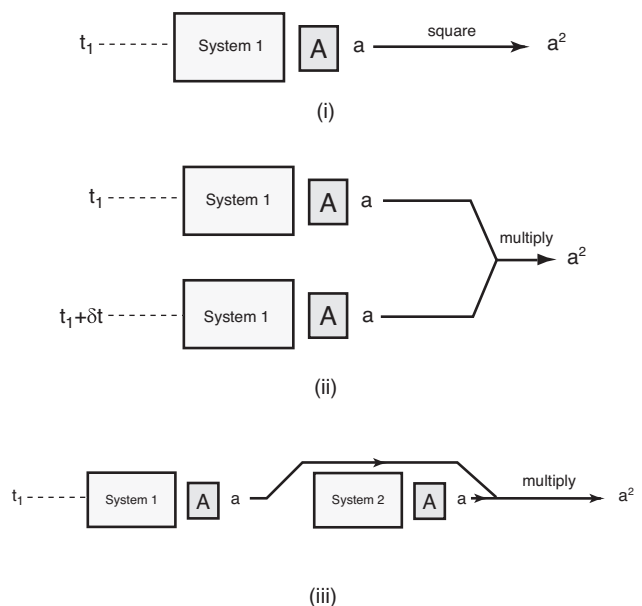 t₁ System 1 A a square a²
(i)
t₁ System 1 A a
multiply a²
t₁+δt System 1 A a
(ii)
t₁ System 1 A a System 2 A a multiply a²
(iii)